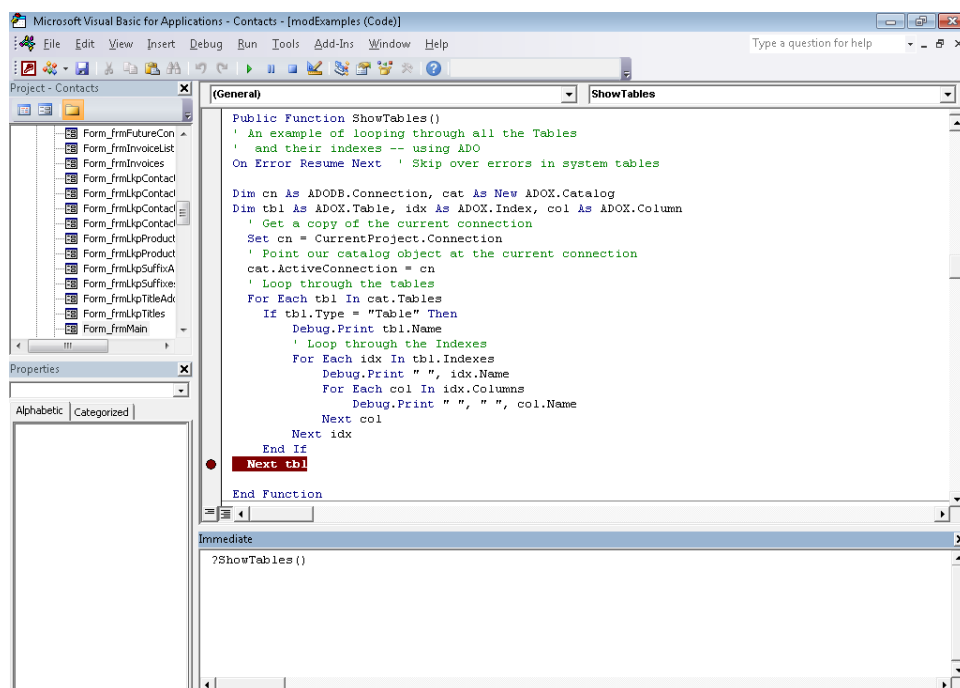 Microsoft Visual Basic for Applications - Contacts - [modExamples (Code)]
File Edit View Insert Debug Run Tools Add-Ins Window Help
Type a question for help
Project - Contacts
(General)
ShowTables
Form_frmFutureCon
Form_frmInvoiceList
Form_frmInvoices
Form_frmLkpContac
Form_frmLkpContac
Form_frmLkpContac
Form_frmLkpContac
Form_frmLkpProduct
Form_frmLkpProduct
Form_frmLkpSuffixA
Form_frmLkpSuffixe
Form_frmLkpTitleAdd
Form_frmLkpTitles
Form_frmMain
Properties
Alphabetic Categorized
Public Function ShowTables()
' An example of looping through all the Tables
'  and their indexes -- using ADO
On Error Resume Next  ' Skip over errors in system tables
Dim cn As ADODB.Connection, cat As New ADOX.Catalog
Dim tbl As ADOX.Table, idx As ADOX.Index, col As ADOX.Column
' Get a copy of the current connection
Set cn = CurrentProject.Connection
' Point our catalog object at the current connection
cat.ActiveConnection = cn
' Loop through the tables
For Each tbl In cat.Tables
If tbl.Type = "Table" Then
Debug.Print tbl.Name
' Loop through the Indexes
For Each idx In tbl.Indexes
Debug.Print " ", idx.Name
For Each col In idx.Columns
Debug.Print " ", " ", col.Name
Next col
Next idx
End If
Next tbl
End Function
Immediate
?ShowTables()